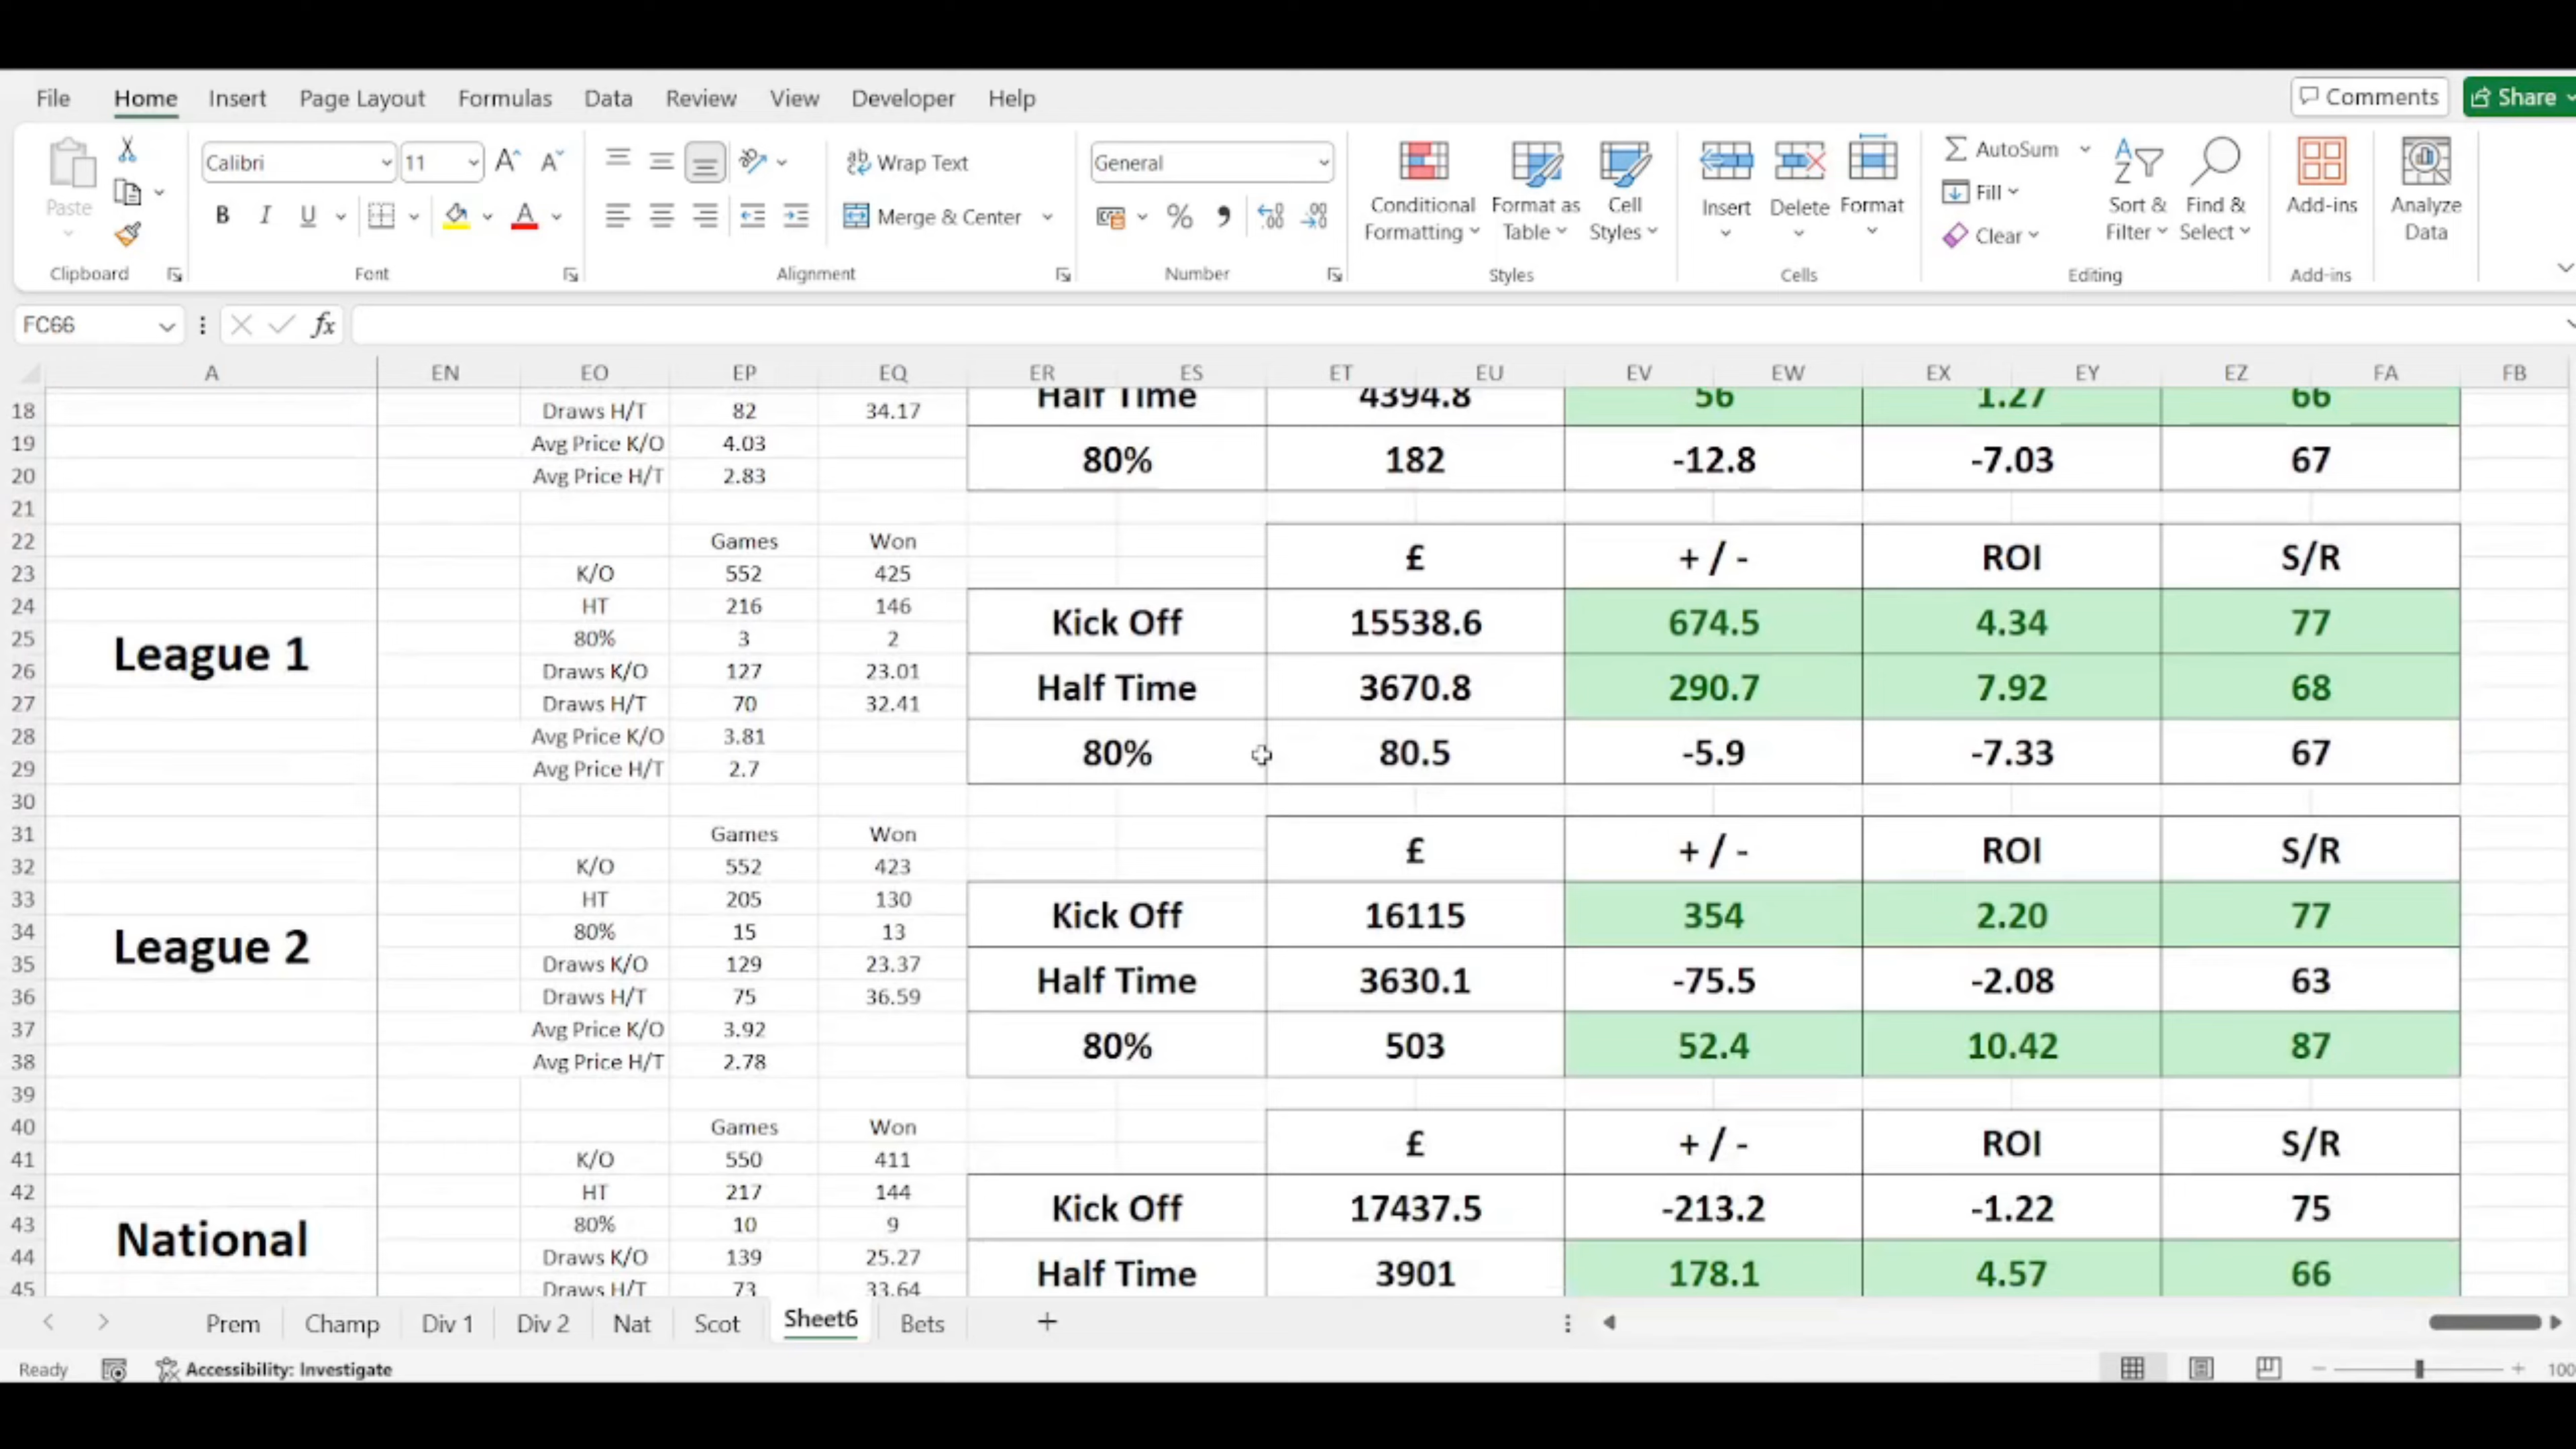 File Home Insert Page Layout Formulas Data Review View Developer Help Comments Share
Calibri 11 Wrap Text General AutoSum
Paste Conditional Formatting Format as Table Cell Styles Insert Delete Format Fill Sort & Filter Find & Select Add-ins Analyze Data
B I U Merge & Center % Clear
Clipboard Font Alignment Number Styles Cells Editing Add-ins
FC66 fx
A EN EO EP EQ ER ES ET EU EV EW EX EY EZ FA FB
Half Time 4394.8 56 1.27 66
18 Draws H/T 82 34.17
19 Avg Price K/O 4.03
80% 182 -12.8 -7.03 67
20 Avg Price H/T 2.83
21
22 Games Won
£ + / - ROI S/R
23 K/O 552 425
24 HT 216 146
Kick Off 15538.6 674.5 4.34 77
25 80% 3 2
League 1
26 Draws K/O 127 23.01
Half Time 3670.8 290.7 7.92 68
27 Draws H/T 70 32.41
28 Avg Price K/O 3.81
80% 80.5 -5.9 -7.33 67
29 Avg Price H/T 2.7
30
31 Games Won
£ + / - ROI S/R
32 K/O 552 423
33 HT 205 130
Kick Off 16115 354 2.20 77
34 80% 15 13
League 2
35 Draws K/O 129 23.37
Half Time 3630.1 -75.5 -2.08 63
36 Draws H/T 75 36.59
37 Avg Price K/O 3.92
80% 503 52.4 10.42 87
38 Avg Price H/T 2.78
39
40 Games Won
£ + / - ROI S/R
41 K/O 550 411
42 HT 217 144
Kick Off 17437.5 -213.2 -1.22 75
43 80% 10 9
National
44 Draws K/O 139 25.27
Half Time 3901 178.1 4.57 66
45 Draws H/T 73 33.64
Prem Champ Div 1 Div 2 Nat Scot Sheet6 Bets +
Ready Accessibility: Investigate 100